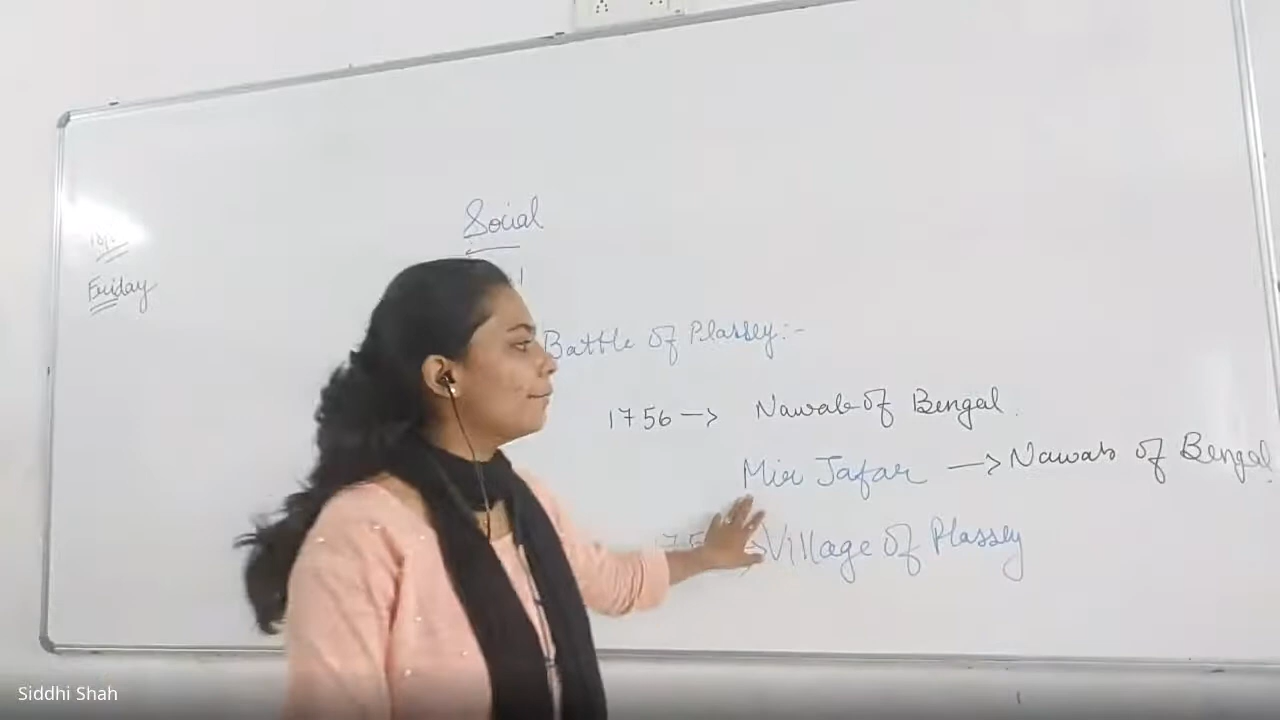 Social
Friday
Battle of Plassey:-
1756 -> Nawab of Bengal.
Mir Jafar -> Nawab of Bengal.
Village of Plassey
Siddhi Shah